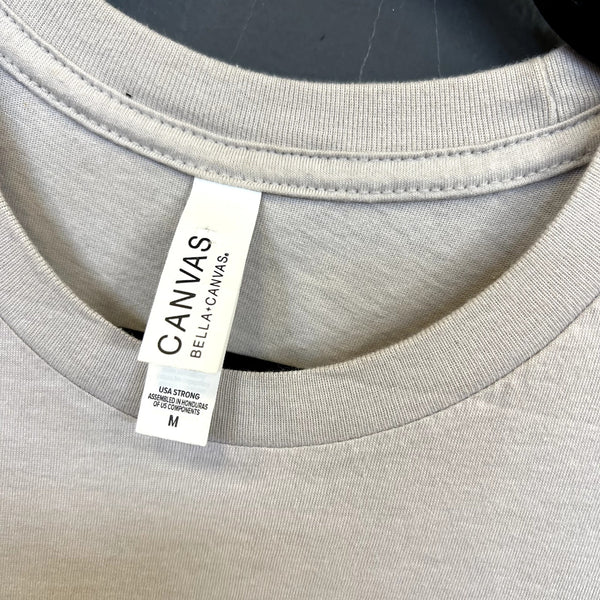 CANVAS
BELLA+CANVAS®
USA STRONG
ASSEMBLED IN HONDURAS
OF US COMPONENTS
M